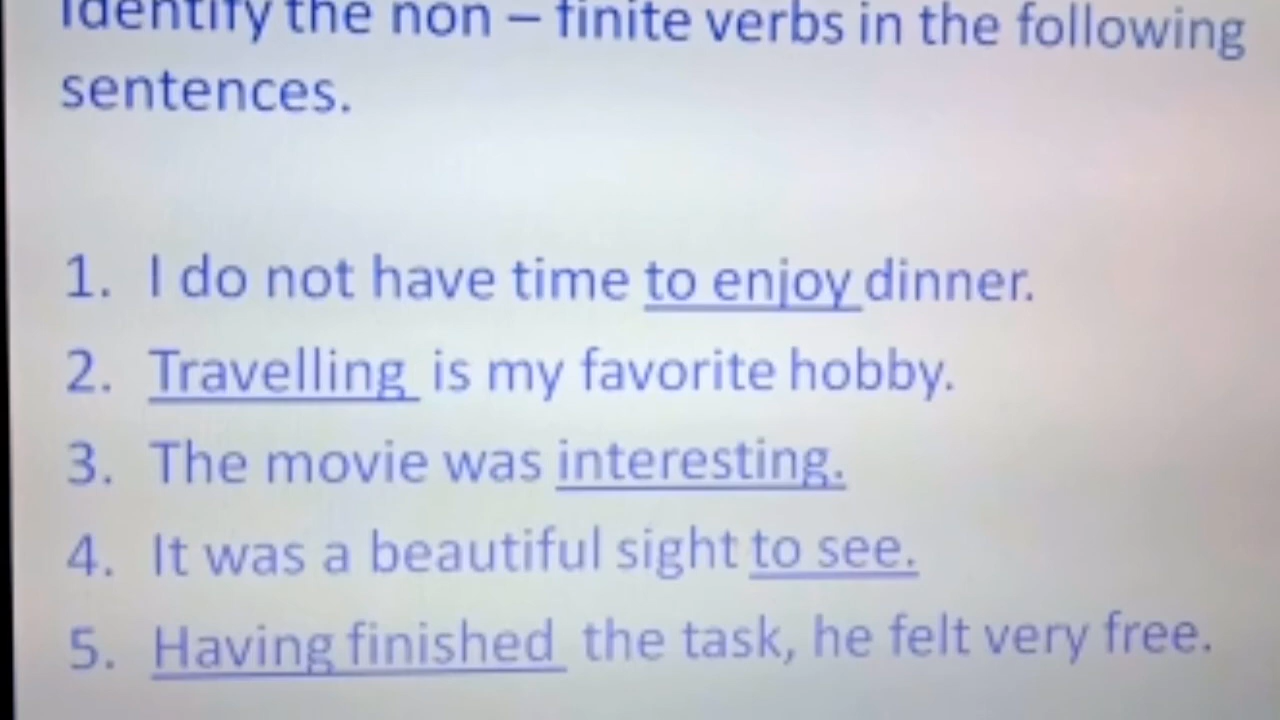 Identify the non – finite verbs in the following
sentences.
1. I do not have time to enjoy dinner.
2. Travelling is my favorite hobby.
3. The movie was interesting.
4. It was a beautiful sight to see.
5. Having finished the task, he felt very free.